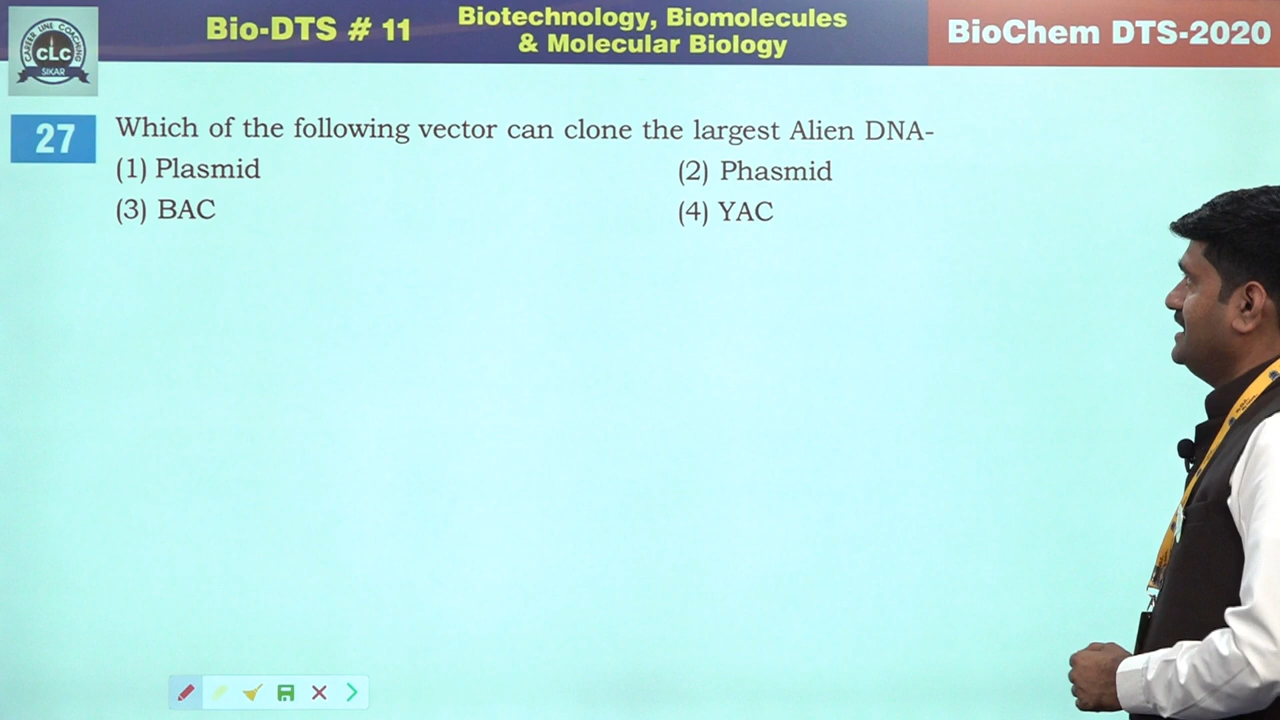 Bio-DTS # 11
Biotechnology, Biomolecules
& Molecular Biology
BioChem DTS-2020
CAREER LINE COACHING
CLC
SIKAR
27
Which of the following vector can clone the largest Alien DNA-
(1) Plasmid
(2) Phasmid
(3) BAC
(4) YAC